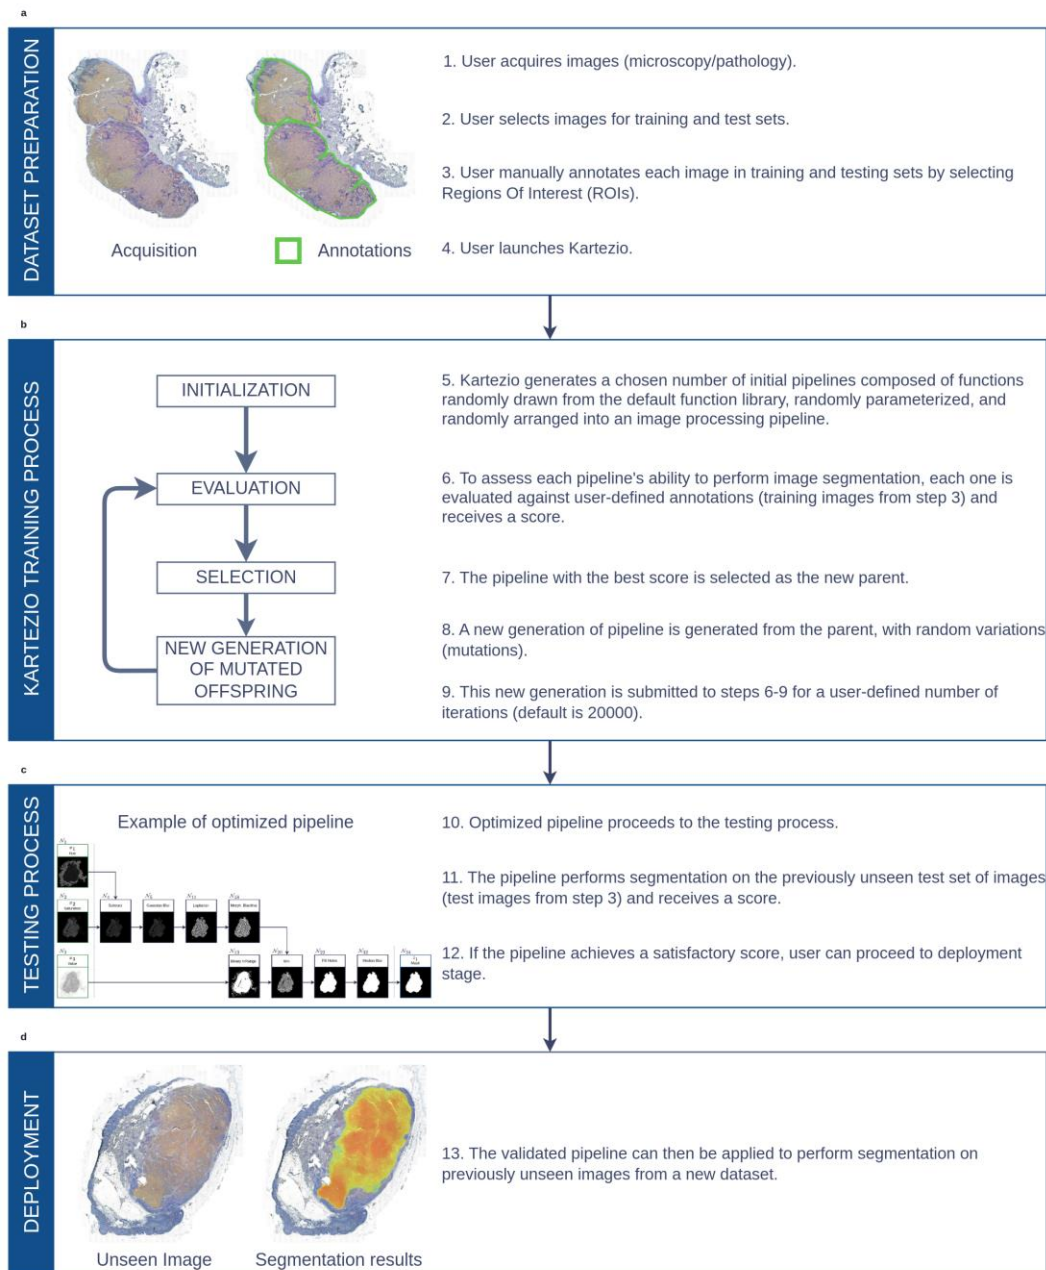 a
DATASET PREPARATION
Acquisition
Annotations
1. User acquires images (microscopy/pathology).
2. User selects images for training and test sets.
3. User manually annotates each image in training and testing sets by selecting
Regions Of Interest (ROIs).
4. User launches Kartezio.
b
KARTEZIO TRAINING PROCESS
INITIALIZATION
EVALUATION
SELECTION
NEW GENERATION
OF MUTATED
OFFSPRING
5. Kartezio generates a chosen number of initial pipelines composed of functions
randomly drawn from the default function library, randomly parameterized, and
randomly arranged into an image processing pipeline.
6. To assess each pipeline's ability to perform image segmentation, each one is
evaluated against user-defined annotations (training images from step 3) and
receives a score.
7. The pipeline with the best score is selected as the new parent.
8. A new generation of pipeline is generated from the parent, with random variations
(mutations).
9. This new generation is submitted to steps 6-9 for a user-defined number of
iterations (default is 20000).
c
TESTING PROCESS
Example of optimized pipeline
10. Optimized pipeline proceeds to the testing process.
11. The pipeline performs segmentation on the previously unseen test set of images
(test images from step 3) and receives a score.
12. If the pipeline achieves a satisfactory score, user can proceed to deployment
stage.
d
DEPLOYMENT
Unseen Image
Segmentation results
13. The validated pipeline can then be applied to perform segmentation on
previously unseen images from a new dataset.